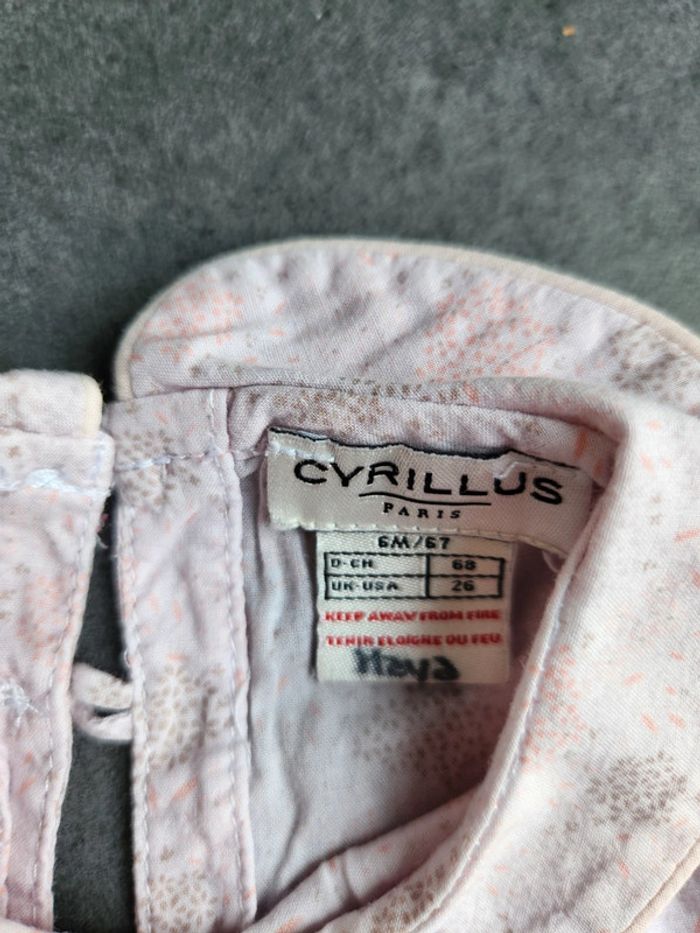 CYRILLUS
PARIS
6M/67
D-CH 68
UK-USA 26
KEEP AWAY FROM FIRE
TENIR ELOIGNE DU FEU
Maya